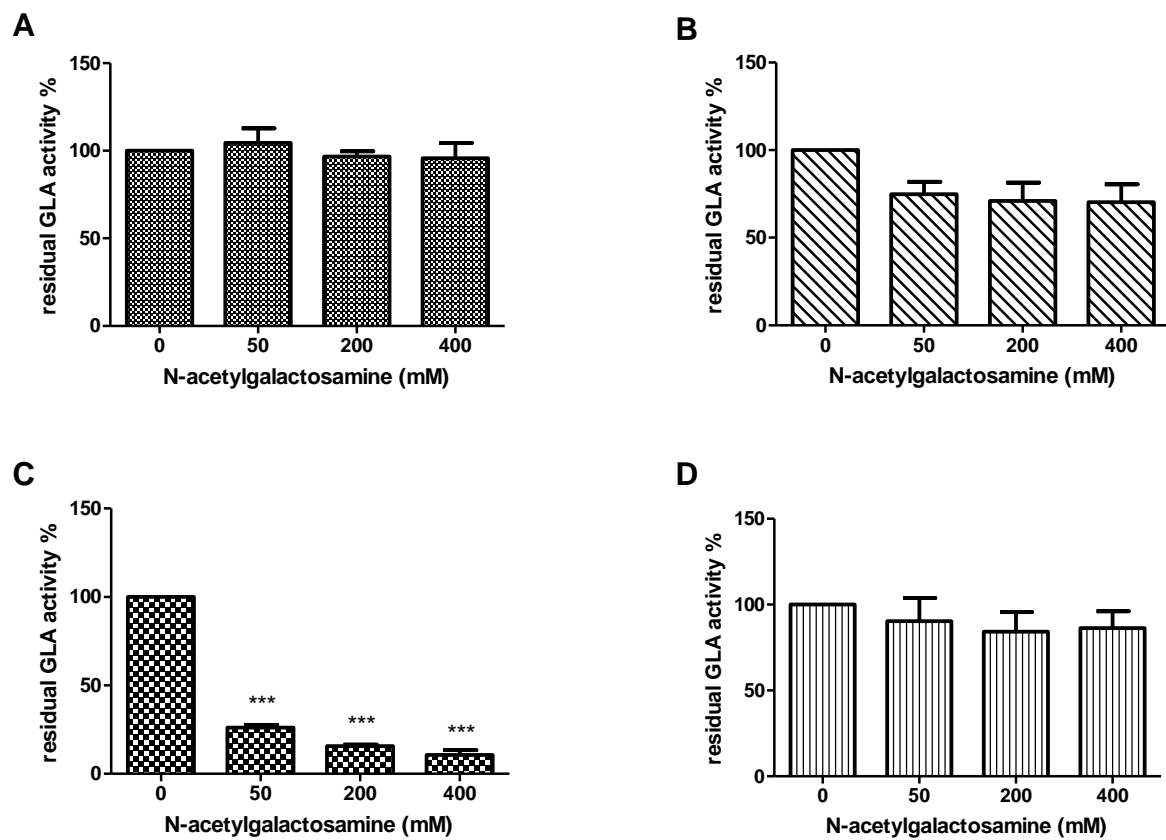 A
residual GLA activity %
150
100
50
0
0 50 200 400
N-acetylgalactosamine (mM)
B
residual GLA activity %
150
100
50
0
0 50 200 400
N-acetylgalactosamine (mM)
C
residual GLA activity %
150
100
50
0
*** *** ***
0 50 200 400
N-acetylgalactosamine (mM)
D
residual GLA activity %
150
100
50
0
0 50 200 400
N-acetylgalactosamine (mM)